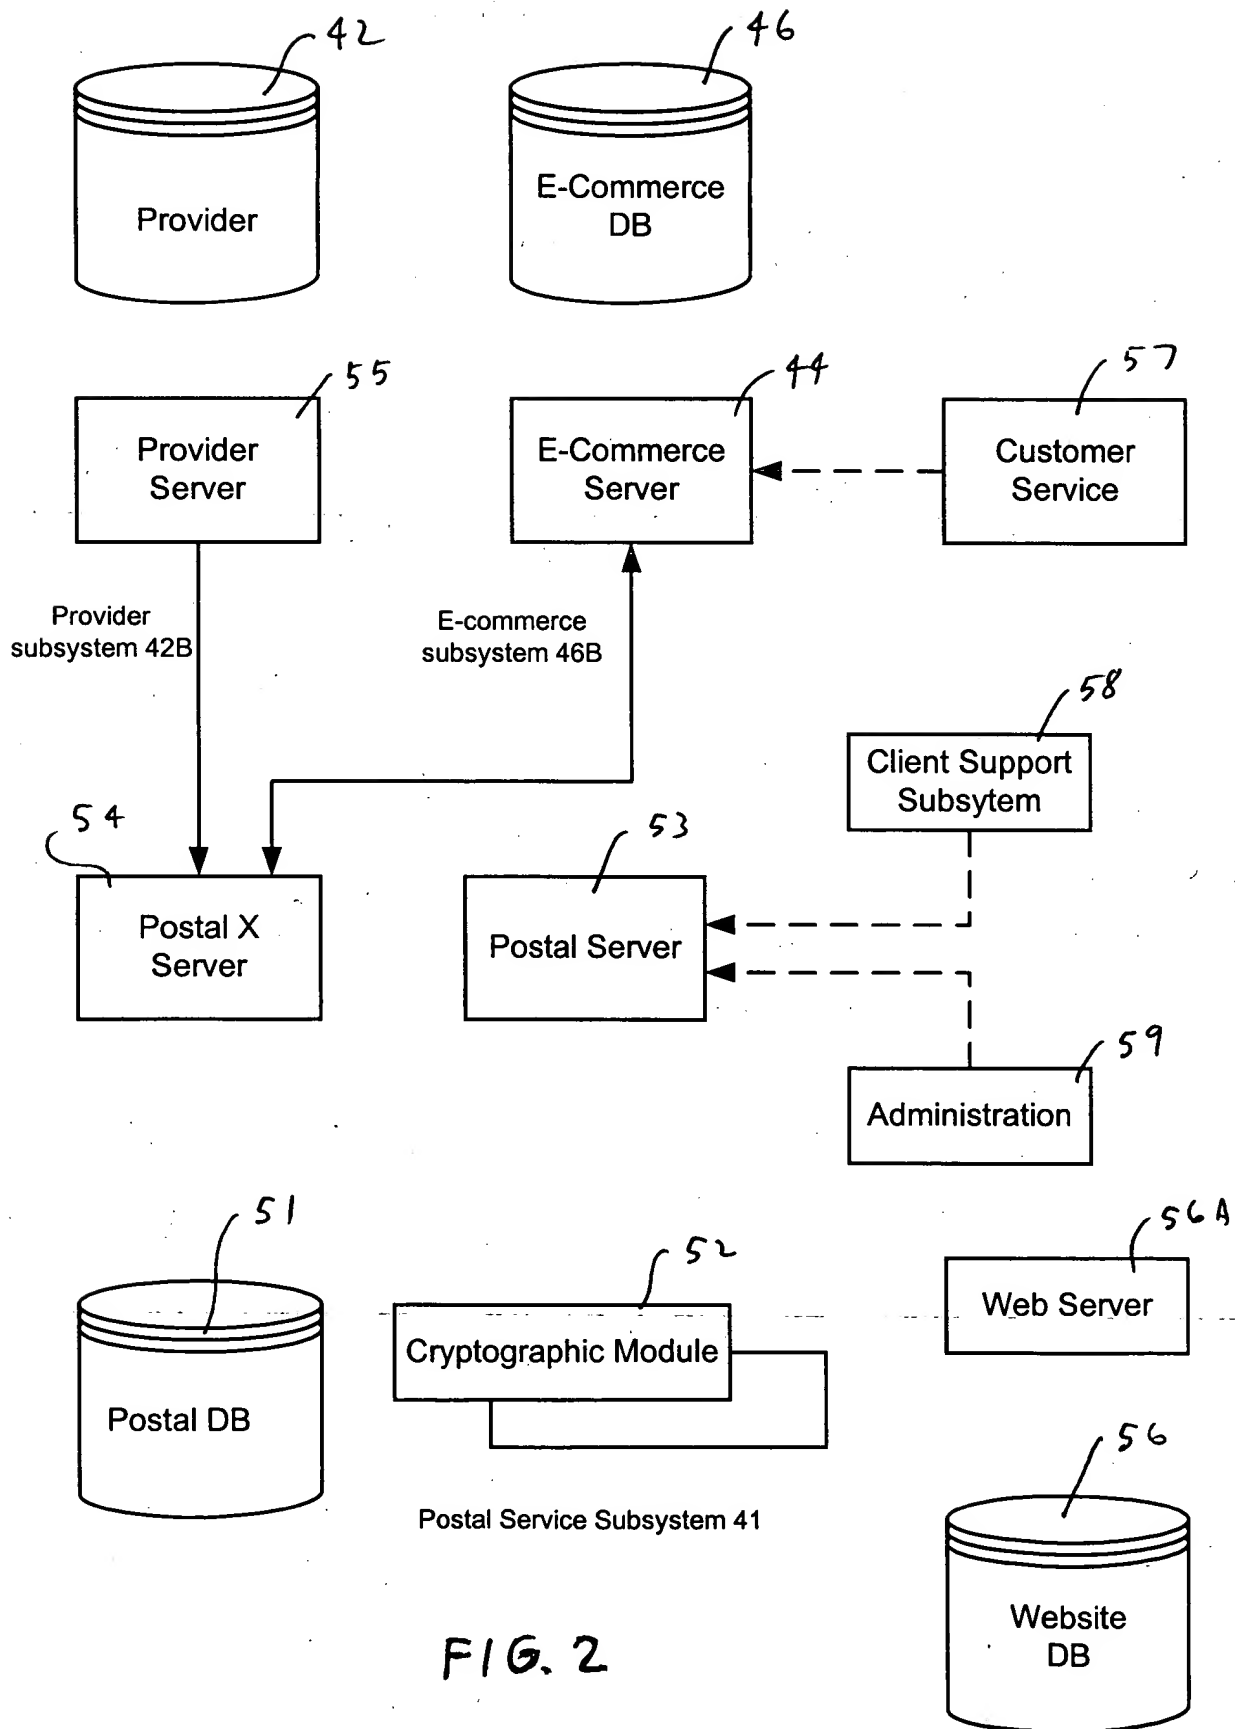 42
46
Provider
E-Commerce
DB
55
44
57
Provider
Server
E-Commerce
Server
Customer
Service
Provider
subsystem 42B
E-commerce
subsystem 46B
58
Client Support
Subsytem
54
53
Postal X
Server
Postal Server
59
Administration
51
52
56A
Web Server
Cryptographic Module
Postal DB
56
Postal Service Subsystem 41
Website
DB
FIG. 2